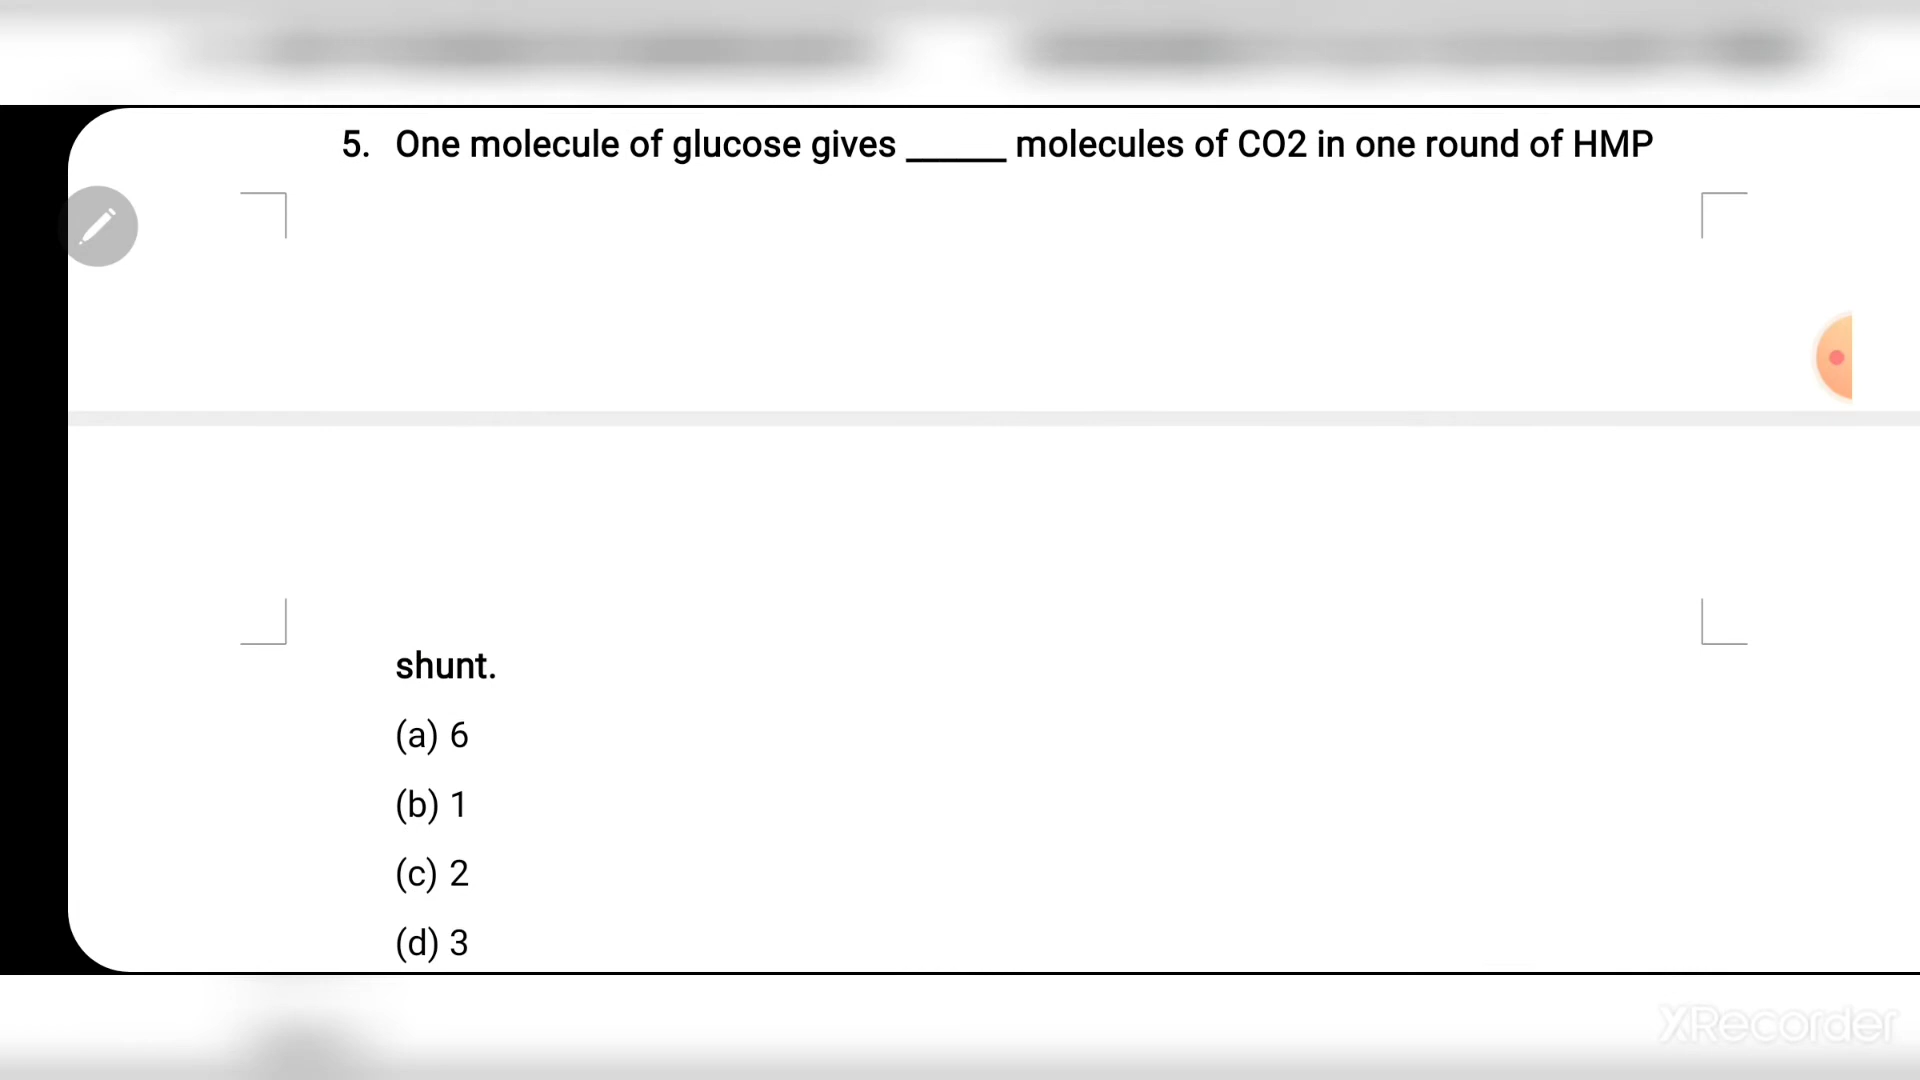 5. One molecule of glucose gives _____ molecules of CO2 in one round of HMP
shunt.
(a) 6
(b) 1
(c) 2
(d) 3
XRecorder